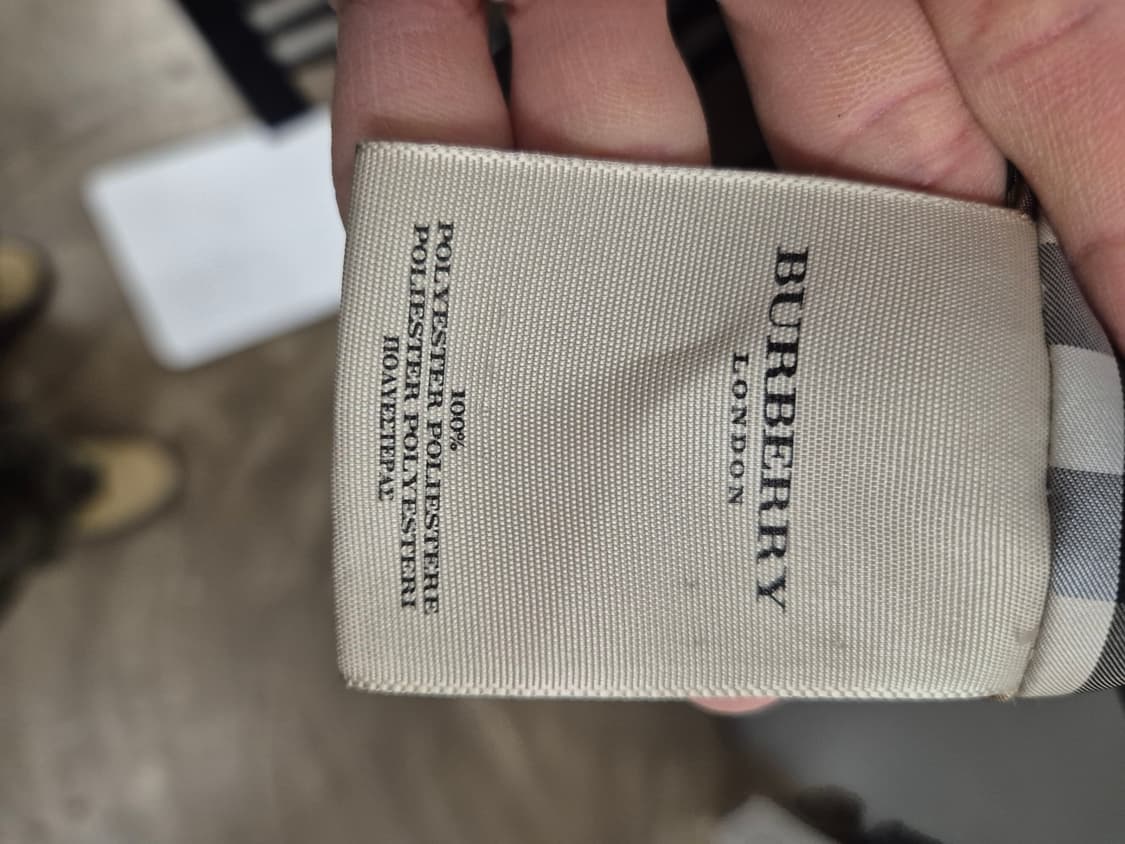 BURBERRY
LONDON
100%
POLYESTER POLIESTERE
POLIESTER POLYESTERI
ΠΟΛΥΕΣΤΕΡΑΣ